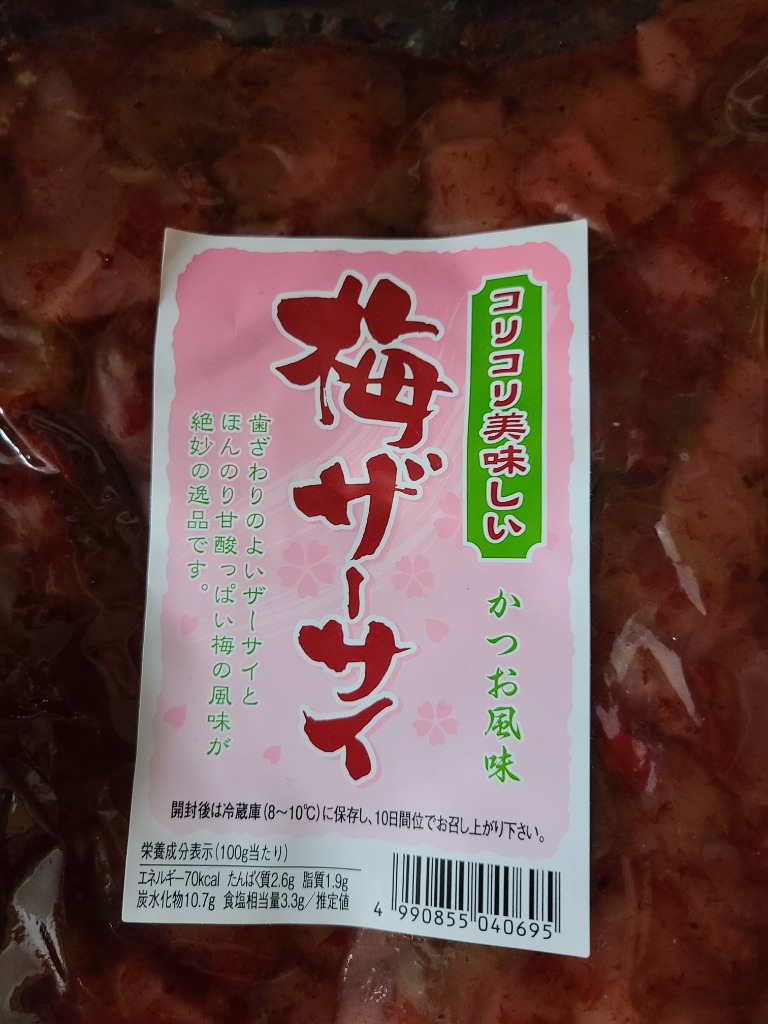 コリコリ美味しい
かつお風味
梅ザーサイ
歯ざわりのよいザーサイと
ほんのり甘酸っぱい梅の風味が
絶妙の逸品です。
開封後は冷蔵庫(8〜10℃)に保存し、10日間位でお召し上がり下さい。
栄養成分表示(100g当たり)
エネルギー70kcal たんぱく質2.6g 脂質1.9g
炭水化物10.7g 食塩相当量3.3g/推定値
4 990855 040695